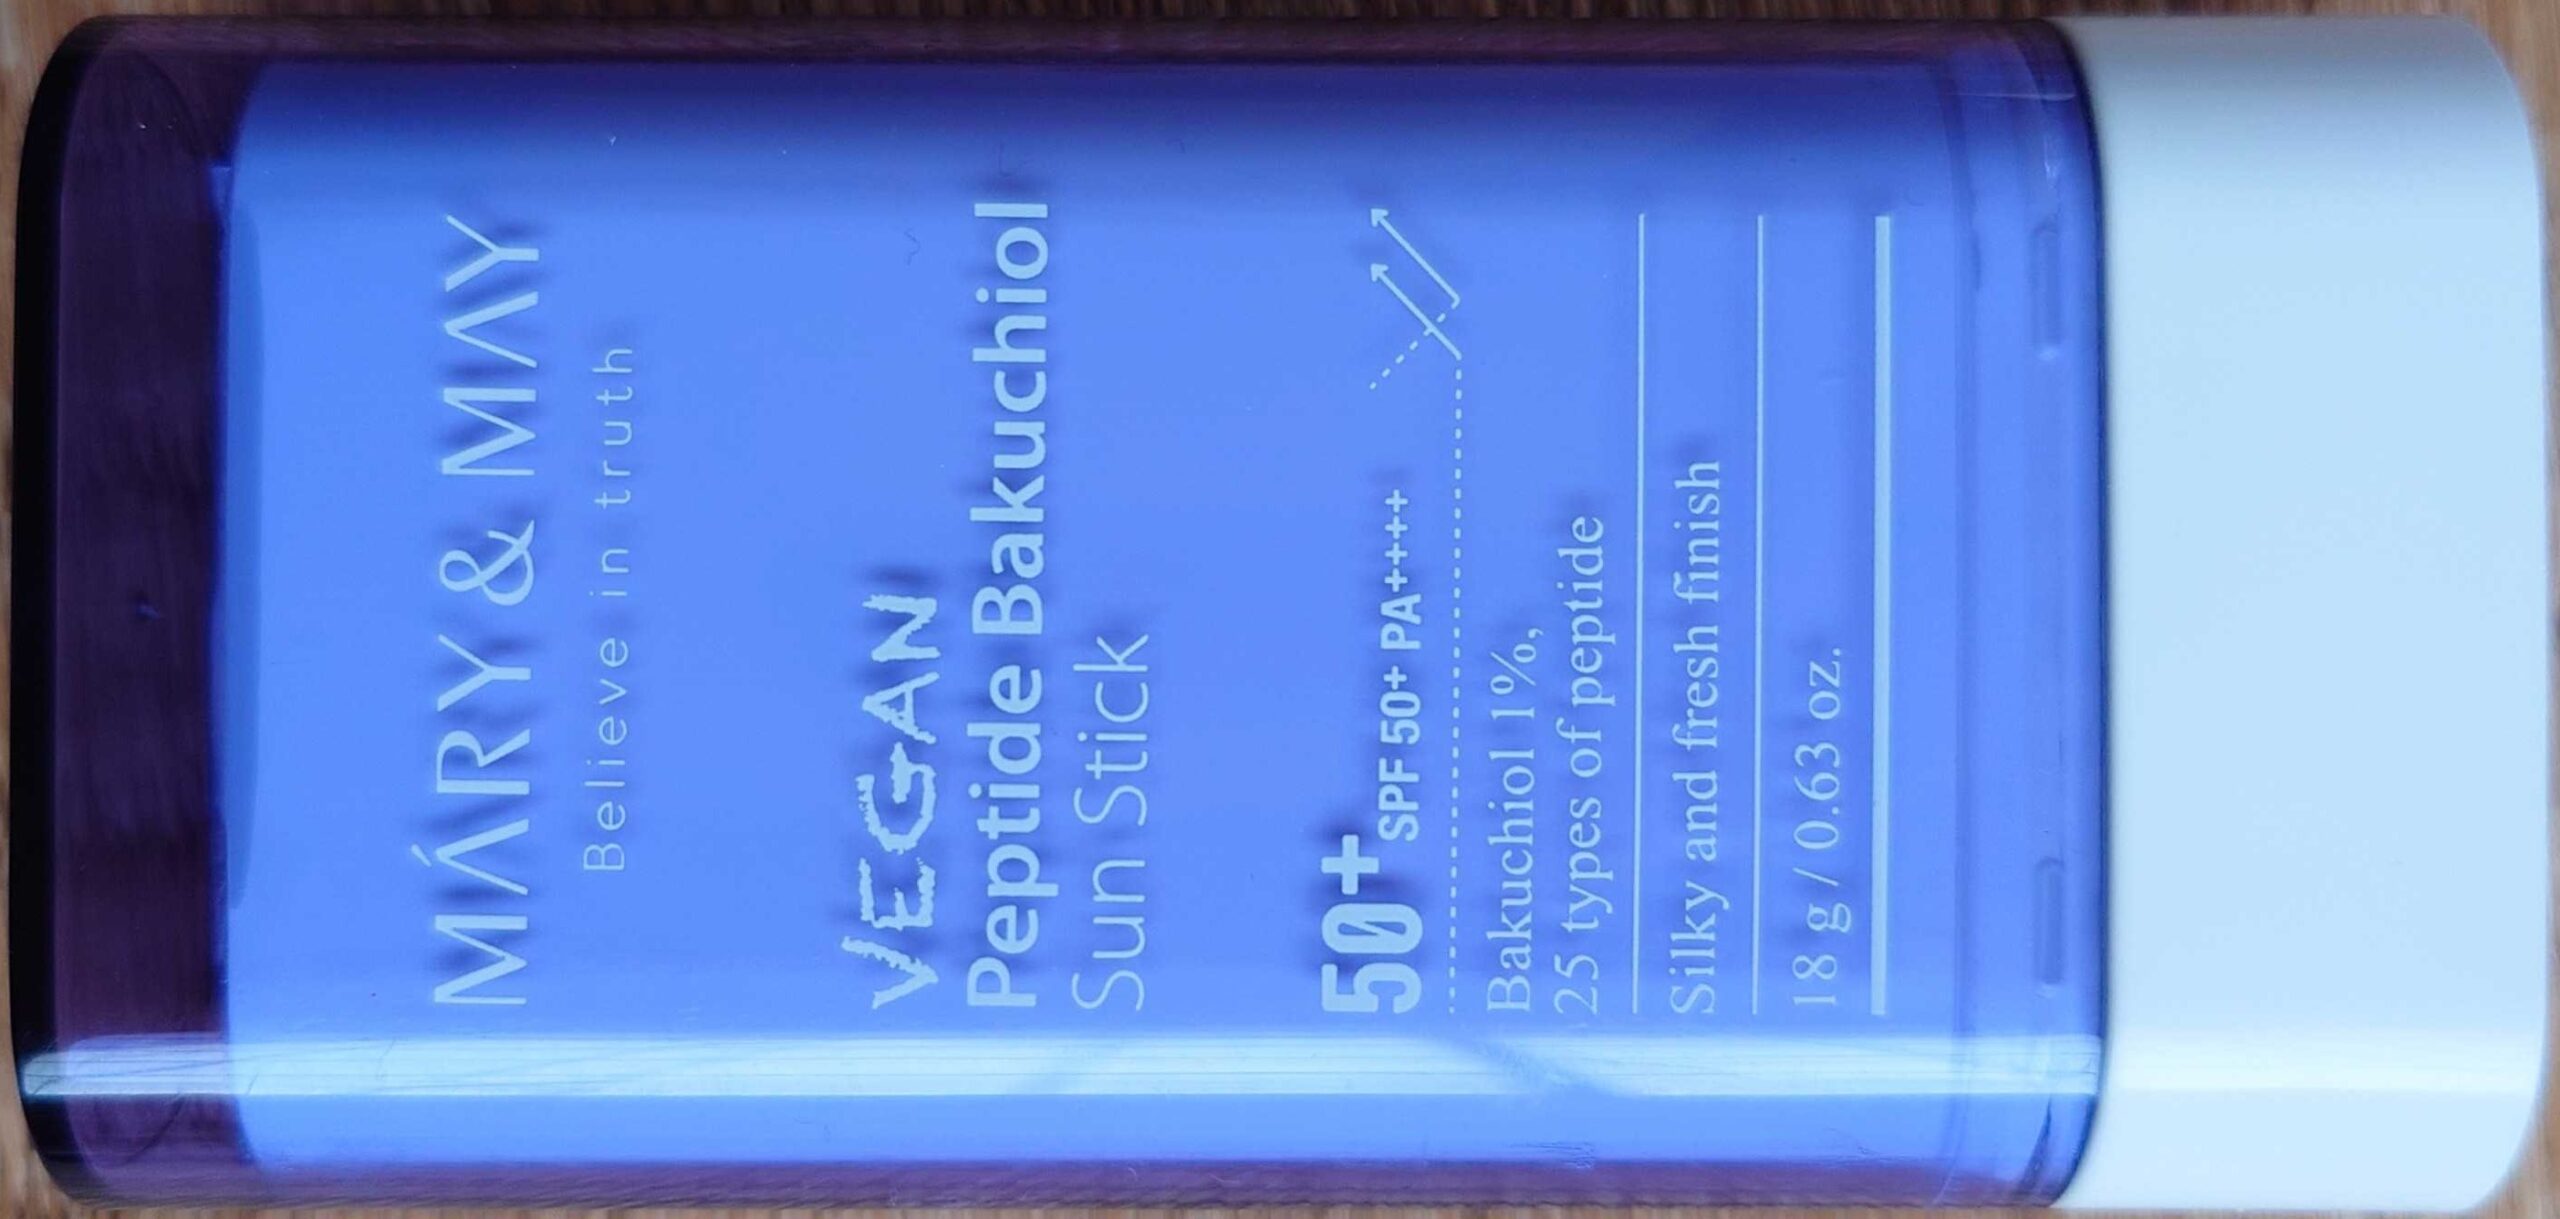 MÁRY & MAY
Believe in truth
VEGAN
Peptide Bakuchiol
Sun Stick
50+ SPF 50+ PA++++
Bakuchiol 1%,
25 types of peptide
Silky and fresh finish
18 g / 0.63 oz.